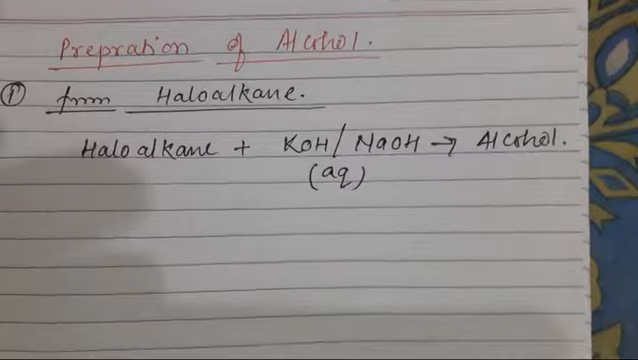 Prepration of Alcohol.
① from Haloalkane.
Haloalkane + KOH/NaOH → Alcohol.
(aq)